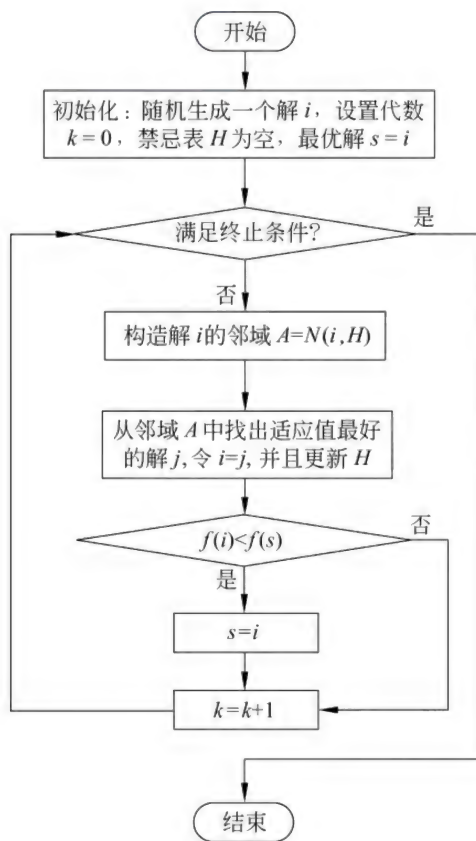 开始
初始化：随机生成一个解 i，设置代数
k = 0，禁忌表 H 为空，最优解 s = i
满足终止条件?
是
否
构造解 i的邻域 A=N(i,H)
从邻域 A 中找出适应值最好
的解 j,令 i=j, 并且更新 H
f(i)<f(s)
否
是
s=i
k=k+1
结束